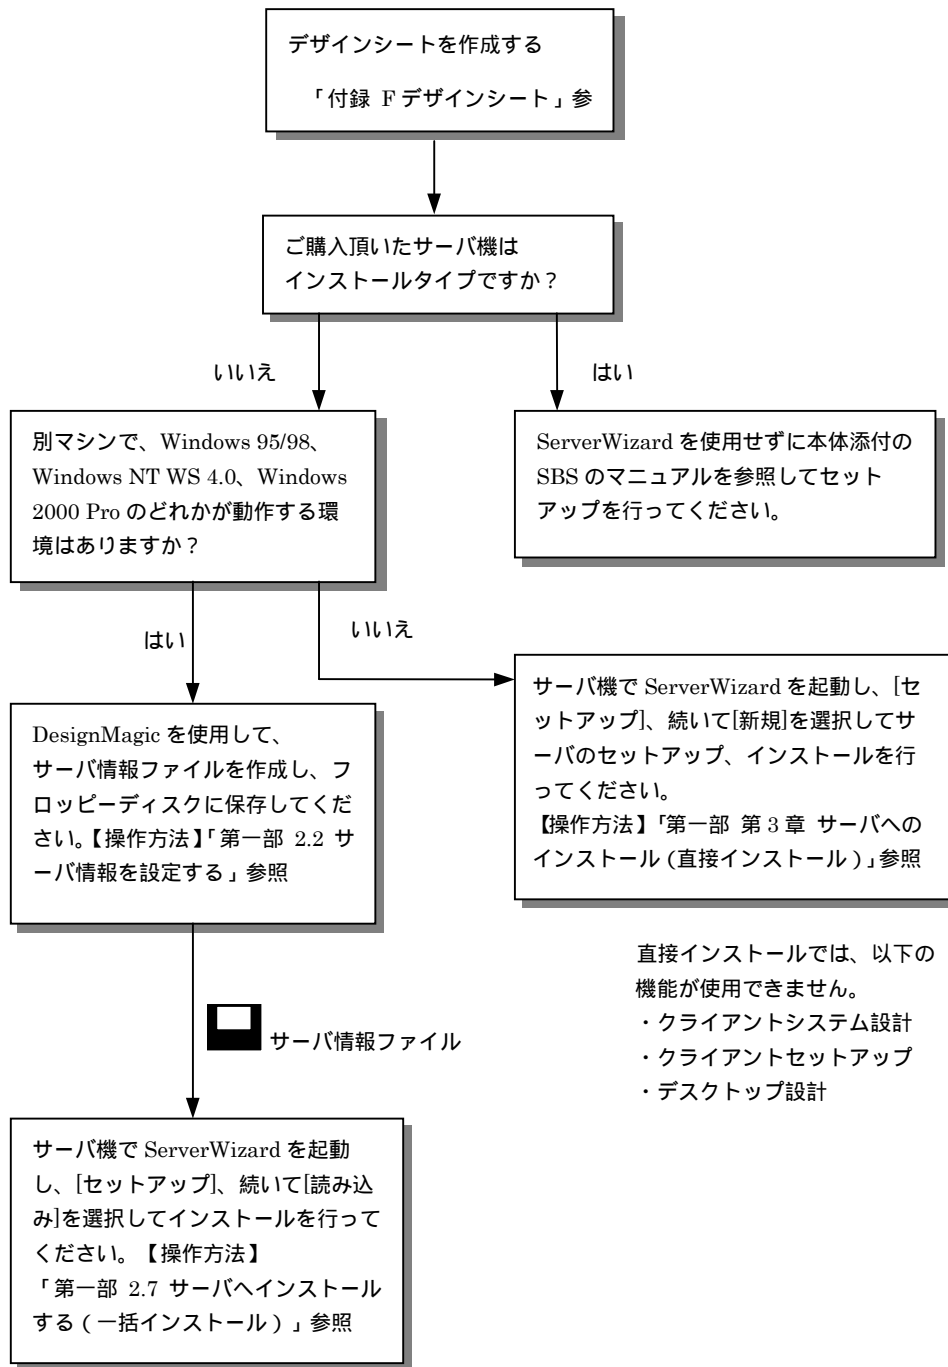 デザインシートを作成する
「付録 F デザインシート」参
ご購入頂いたサーバ機は
インストールタイプですか？
いいえ
はい
別マシンで、Windows 95/98、
Windows NT WS 4.0、Windows
2000 Pro のどれかが動作する環
境はありますか？
ServerWizard を使用せずに本体添付の
SBS のマニュアルを参照してセット
アップを行ってください。
はい
いいえ
DesignMagic を使用して、
サーバ情報ファイルを作成し、フ
ロッピーディスクに保存してくだ
さい。【操作方法】「第一部 2.2 サ
ーバ情報を設定する」参照
サーバ機で ServerWizard を起動し、[セ
ットアップ]、続いて[新規]を選択してサ
ーバのセットアップ、インストールを行
ってください。
【操作方法】「第一部 第 3 章 サーバへの
インストール（直接インストール）」参照
直接インストールでは、以下の
機能が使用できません。
・クライアントシステム設計
・クライアントセットアップ
・デスクトップ設計
サーバ情報ファイル
サーバ機で ServerWizard を起動
し、[セットアップ]、続いて[読み込
み]を選択してインストールを行って
ください。【操作方法】
「第一部 2.7 サーバへインストール
する（一括インストール）」参照